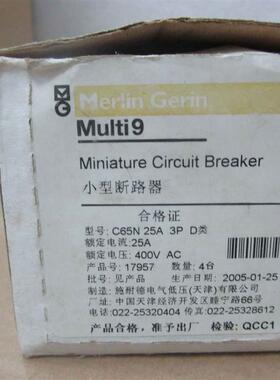 MG Merlin Gerin
Multi9
Miniature Circuit Breaker
小型断路器
合格证
型号: C65N 25A 3P D类
额定电流:25A
额定电压: 400V AC
产品号: 17957 数量: 4台
批号: 见产品 日期: 2005-01-25
制造: 施耐德电气低压(天津)有限公司
厂址: 中国天津经济开发区睦宁路66号
电话: 022-25320404 传真:022-25328612
产品合格, 准予出厂 检验: QCC1